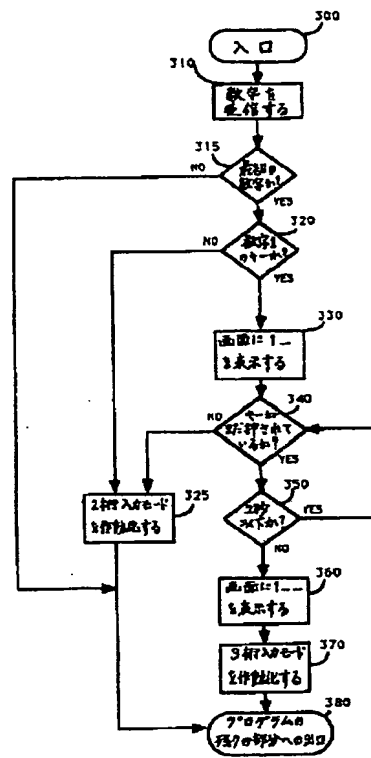 300
入口
310
数字を
受信する
315
最初の
数字か?
NO
YES
320
数字1
のキーか?
NO
YES
330
画面に1_
を表示する
340
キーは
まだ押されて
いるか?
NO
YES
325
2桁入力モード
を作動化する
350
以下か?
YES
NO
360
画面に1__
を表示する
370
3桁入力モード
を作動化する
380
プログラムの
残りの部分への出口